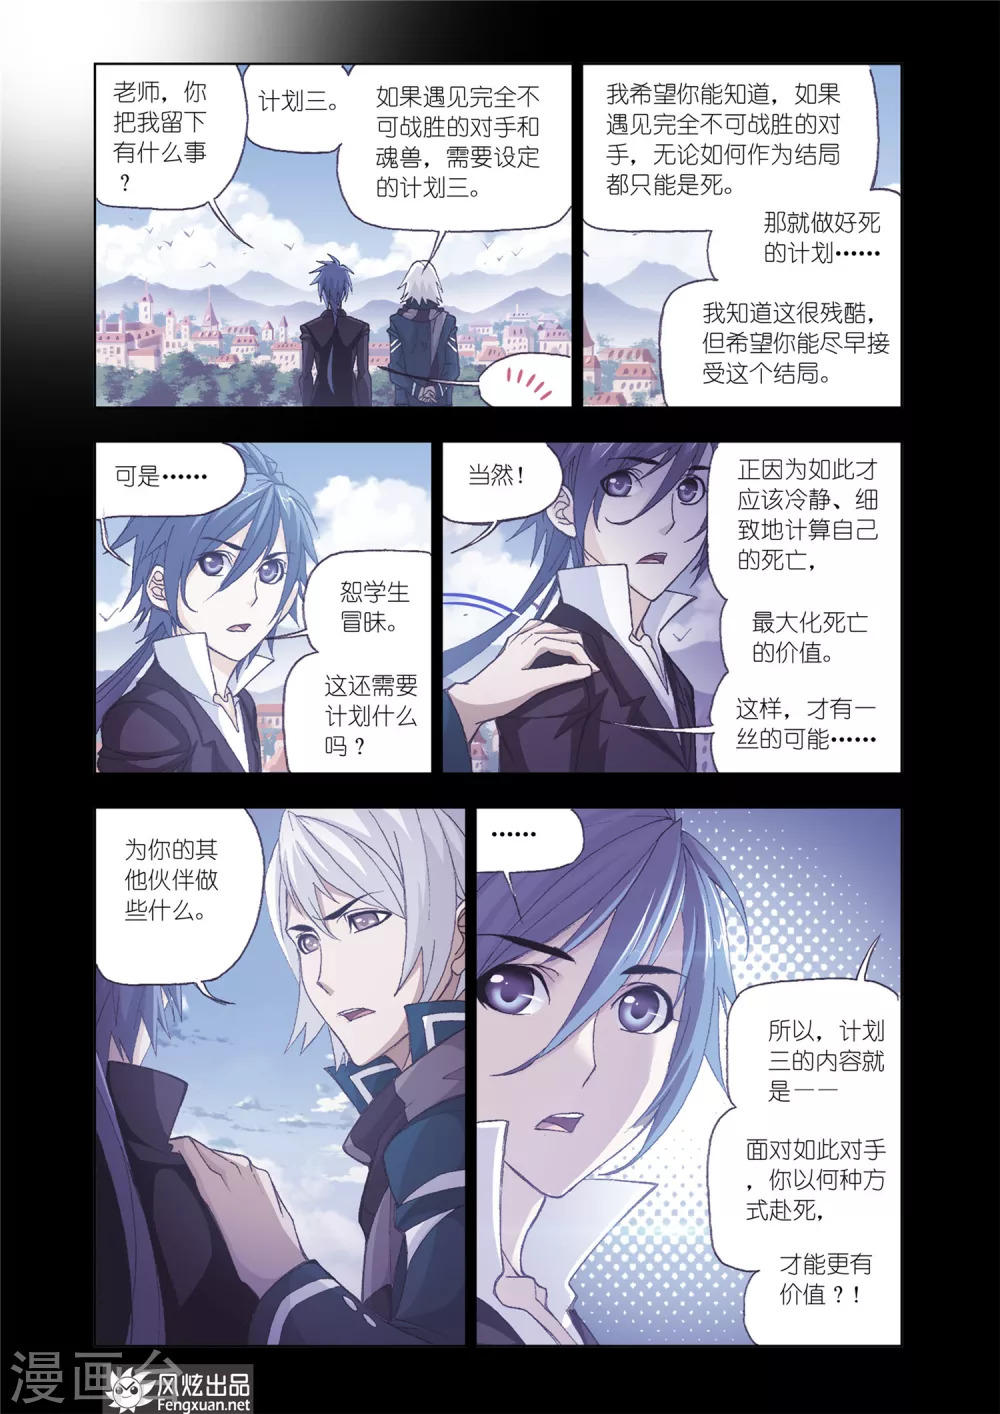 老师，你
把我留下
有什么事
？
计划三。
如果遇见完全不
可战胜的对手和
魂兽，需要设定
的计划三。
我希望你能知道，如果
遇见完全不可战胜的对
手，无论如何作为结局
都只能是死。
那就做好死
的计划······
我知道这很残酷，
但希望你能尽早接
受这个结局。
可是······
恕学生
冒昧。
这还需要
计划什么
吗？
当然！
正因为如此才
应该冷静、细
致地计算自己
的死亡，
最大化死亡
的价值。
这样，才有一
丝的可能······
为你的其
他伙伴做
些什么。
······
所以，计划
三的内容就
是——
面对如此对手
，你以何种方
式赴死，
才能更有
价值？！
漫画台
风炫出品
Fengxuan.net